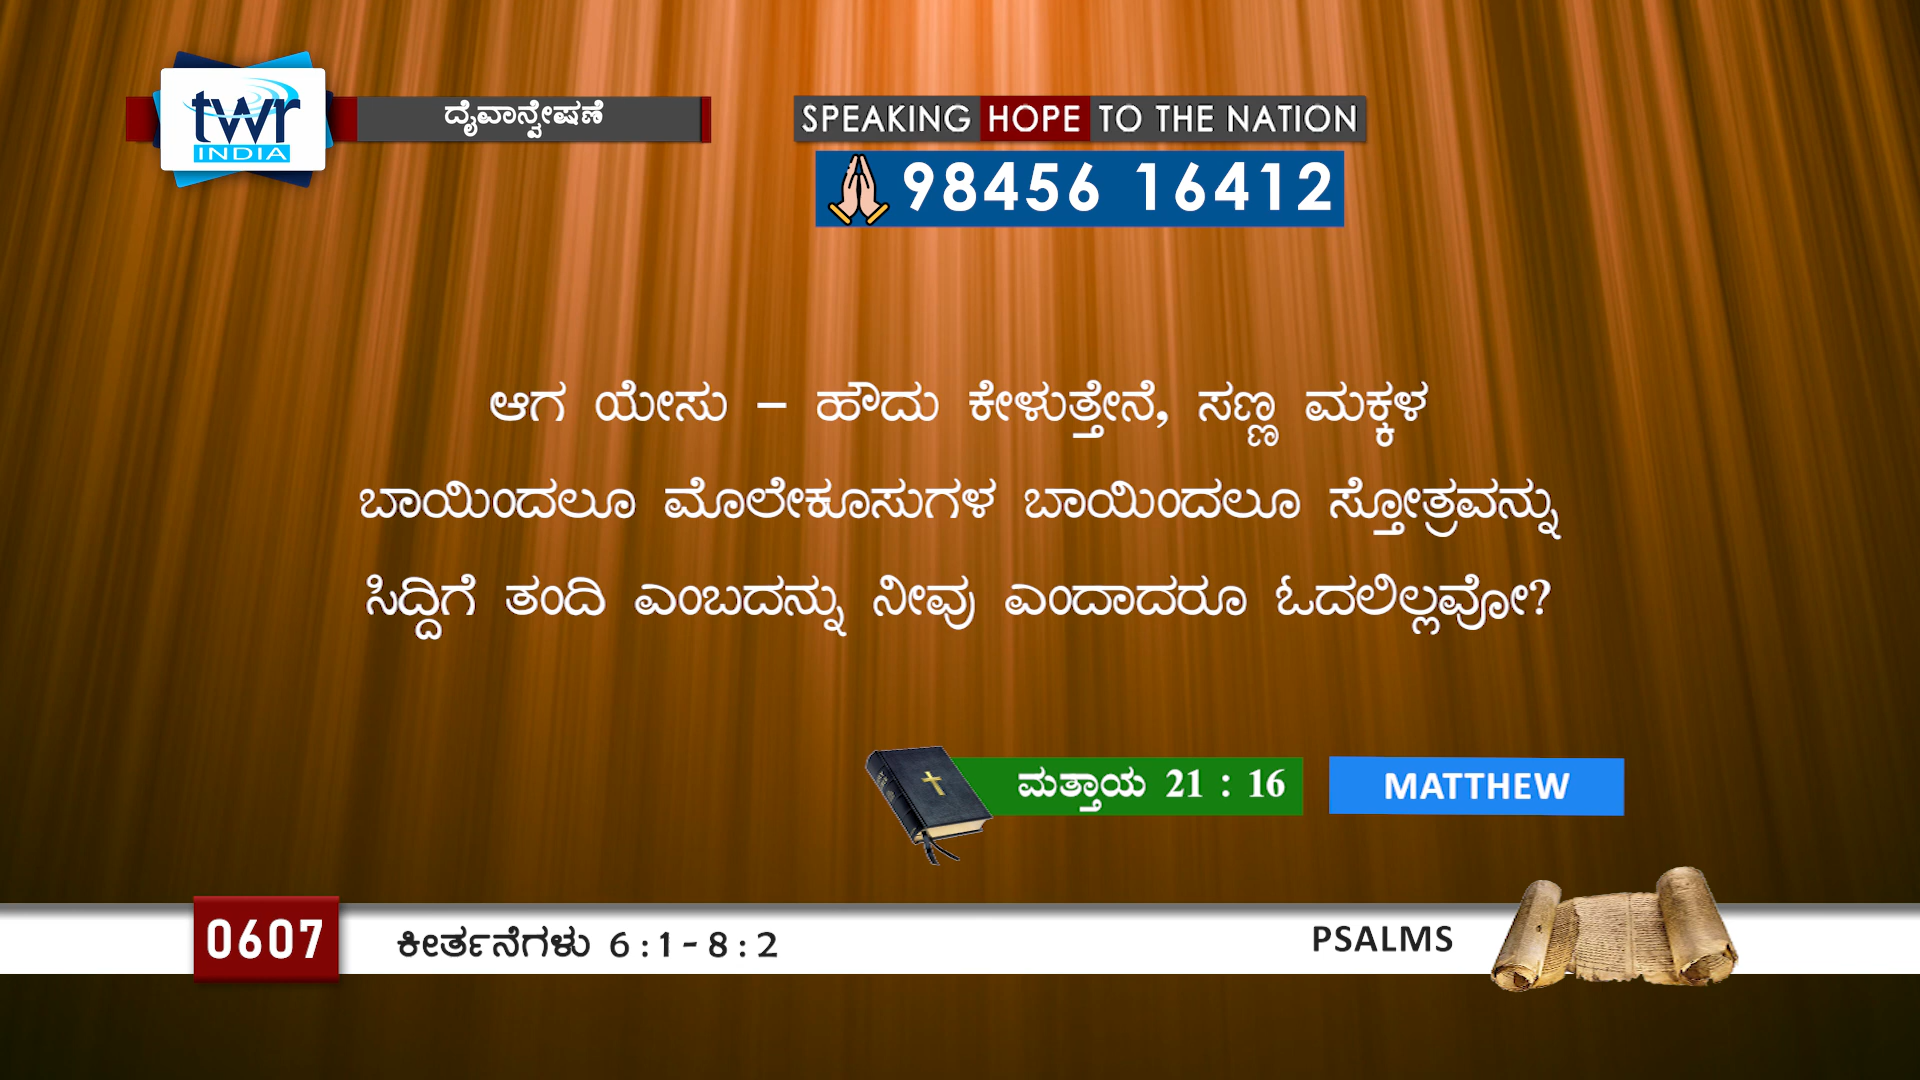 twr
INDIA
ದೈವಾನ್ವೇಷಣೆ
SPEAKING HOPE TO THE NATION
98456 16412
ಆಗ ಯೇಸು – ಹೌದು ಕೇಳುತ್ತೇನೆ, ಸಣ್ಣ ಮಕ್ಕಳ
ಬಾಯಿಂದಲೂ ಮೊಲೇಕೂಸುಗಳ ಬಾಯಿಂದಲೂ ಸ್ತೋತ್ರವನ್ನು
ಸಿದ್ದಿಗೆ ತಂದಿ ಎಂಬದನ್ನು ನೀವು ಎಂದಾದರೂ ಓದಲಿಲ್ಲವೋ?
ಮತ್ತಾಯ 21 : 16
MATTHEW
0607
ಕೀರ್ತನೆಗಳು 6:1-8:2
PSALMS